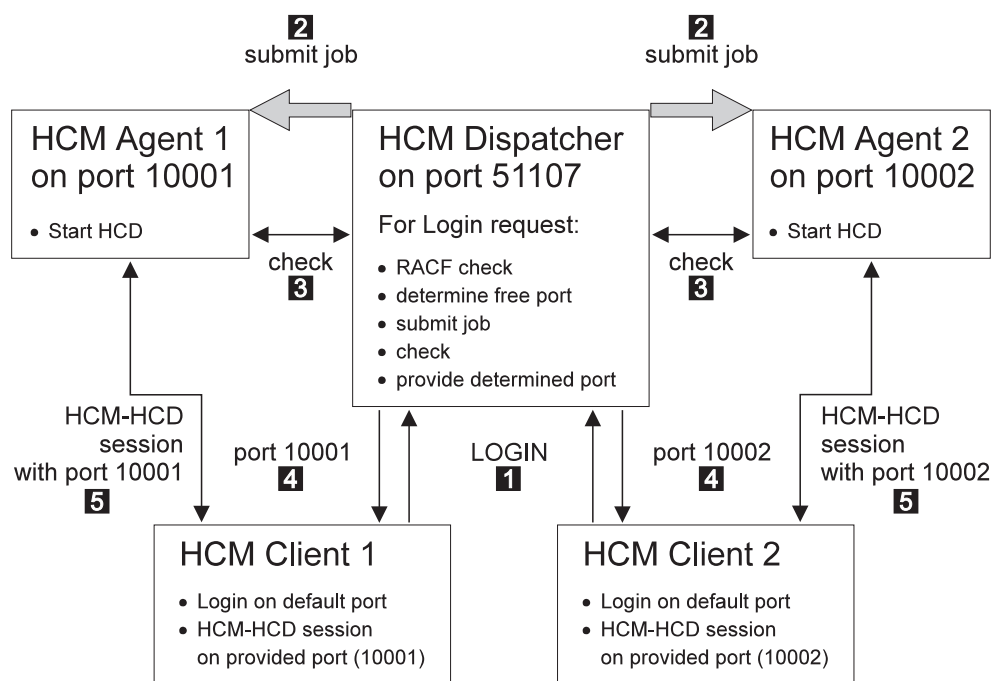 2
submit job
2
submit job
HCM Agent 1
on port 10001
• Start HCD
HCM Dispatcher
on port 51107
For Login request:
• RACF check
• determine free port
• submit job
• check
• provide determined port
HCM Agent 2
on port 10002
• Start HCD
check
3
check
3
HCM-HCD
session
with port 10001
5
port 10001
4
LOGIN
1
port 10002
4
HCM-HCD
session
with port 10002
5
HCM Client 1
• Login on default port
• HCM-HCD session
on provided port (10001)
HCM Client 2
• Login on default port
• HCM-HCD session
on provided port (10002)